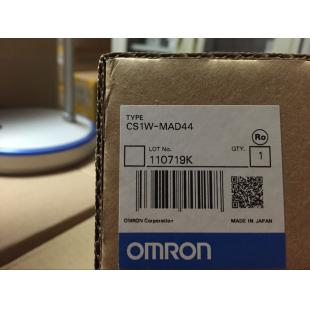 TYPE
CS1W-MAD44
Ro
LOT No.
QTY.
110719K
1
OMRON Corporation
MADE IN JAPAN
OMRON